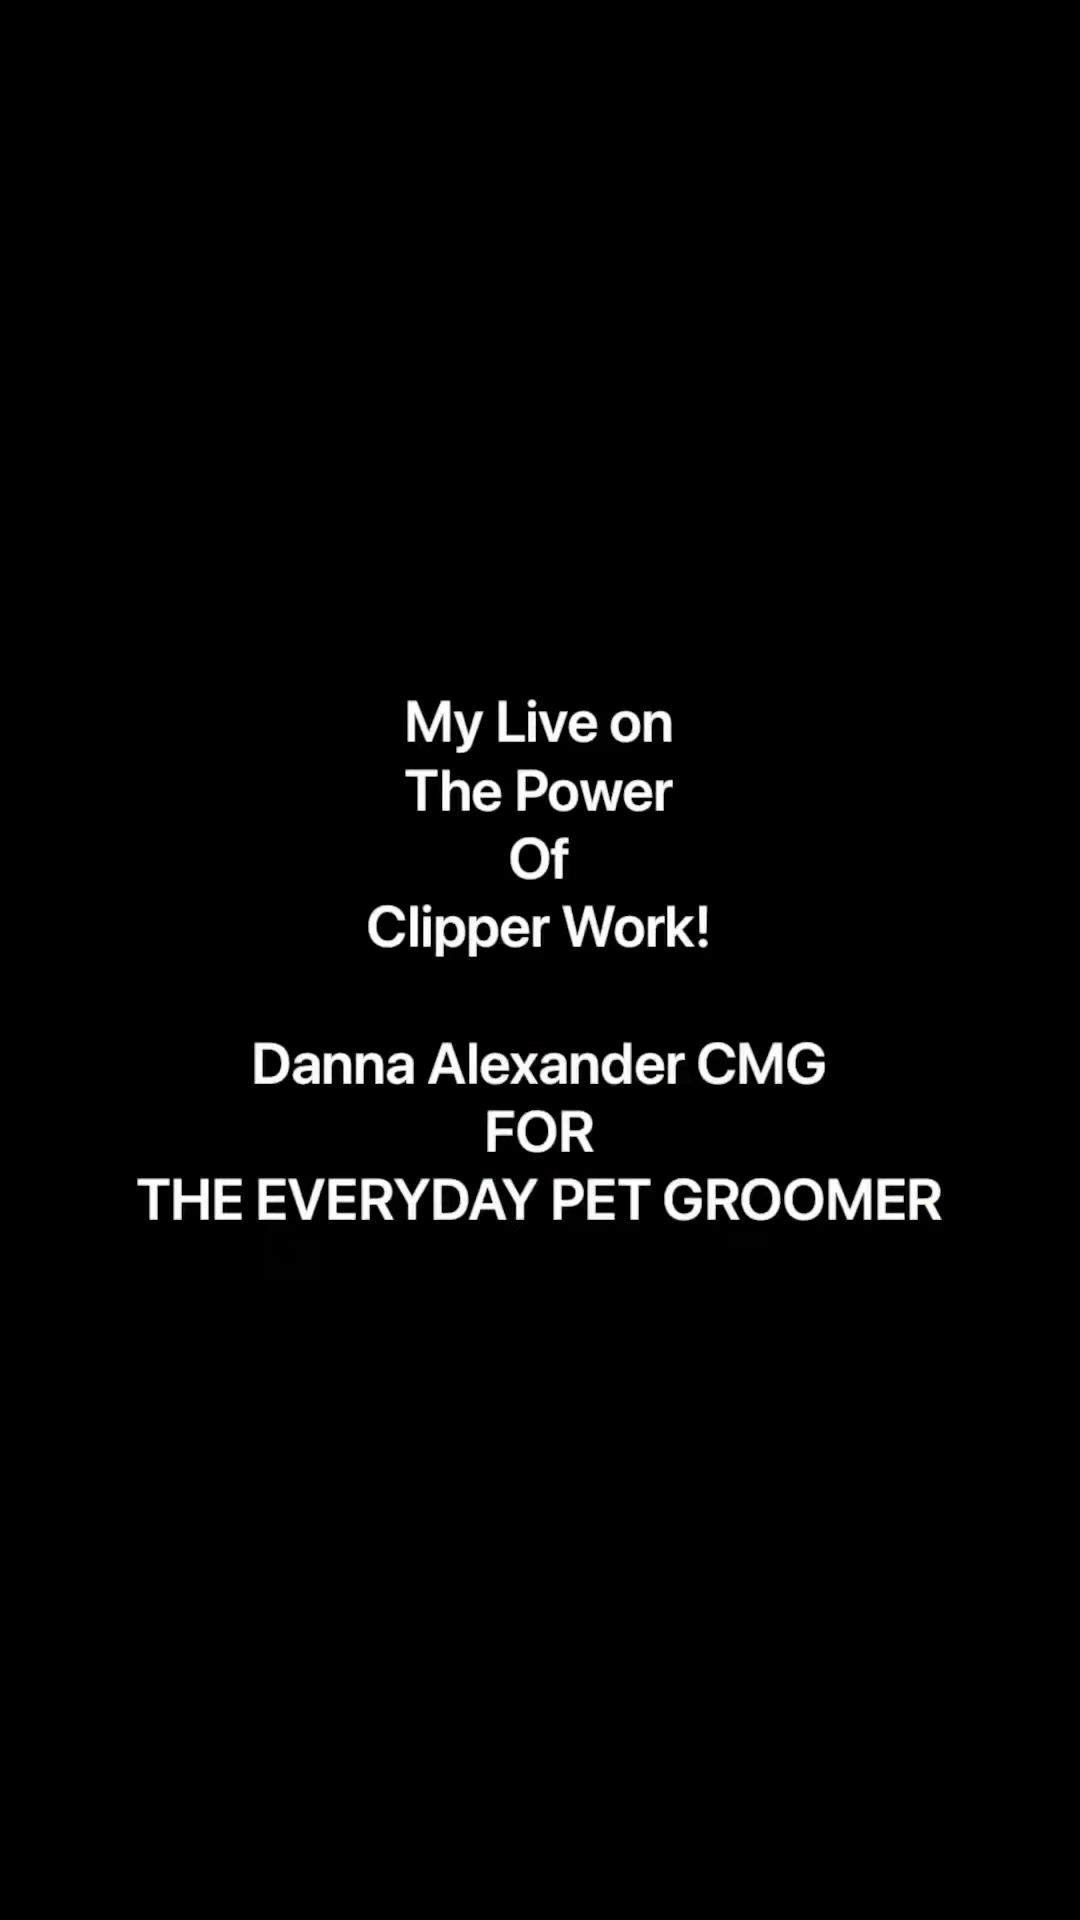 My Live on
The Power
Of
Clipper Work!
Danna Alexander CMG
FOR
THE EVERYDAY PET GROOMER